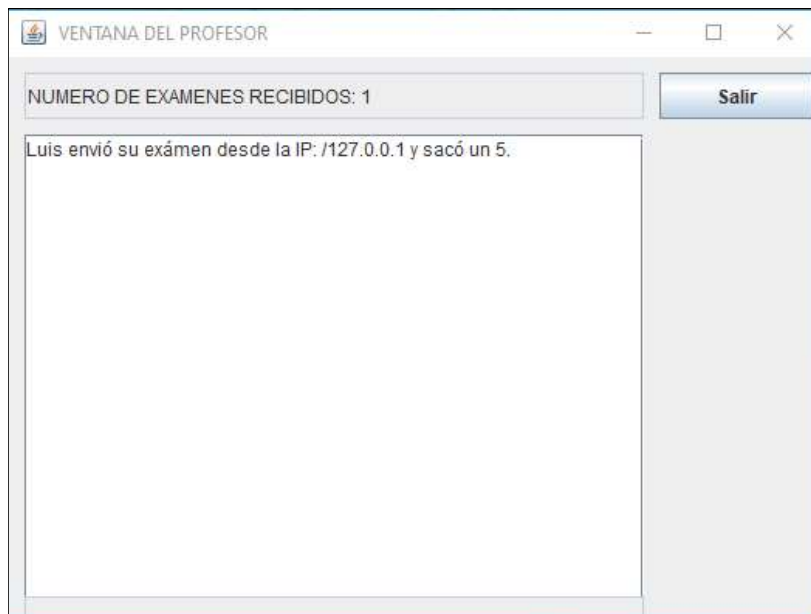 VENTANA DEL PROFESOR
NUMERO DE EXAMENES RECIBIDOS: 1
Salir
Luis envió su exámen desde la IP: /127.0.0.1 y sacó un 5.